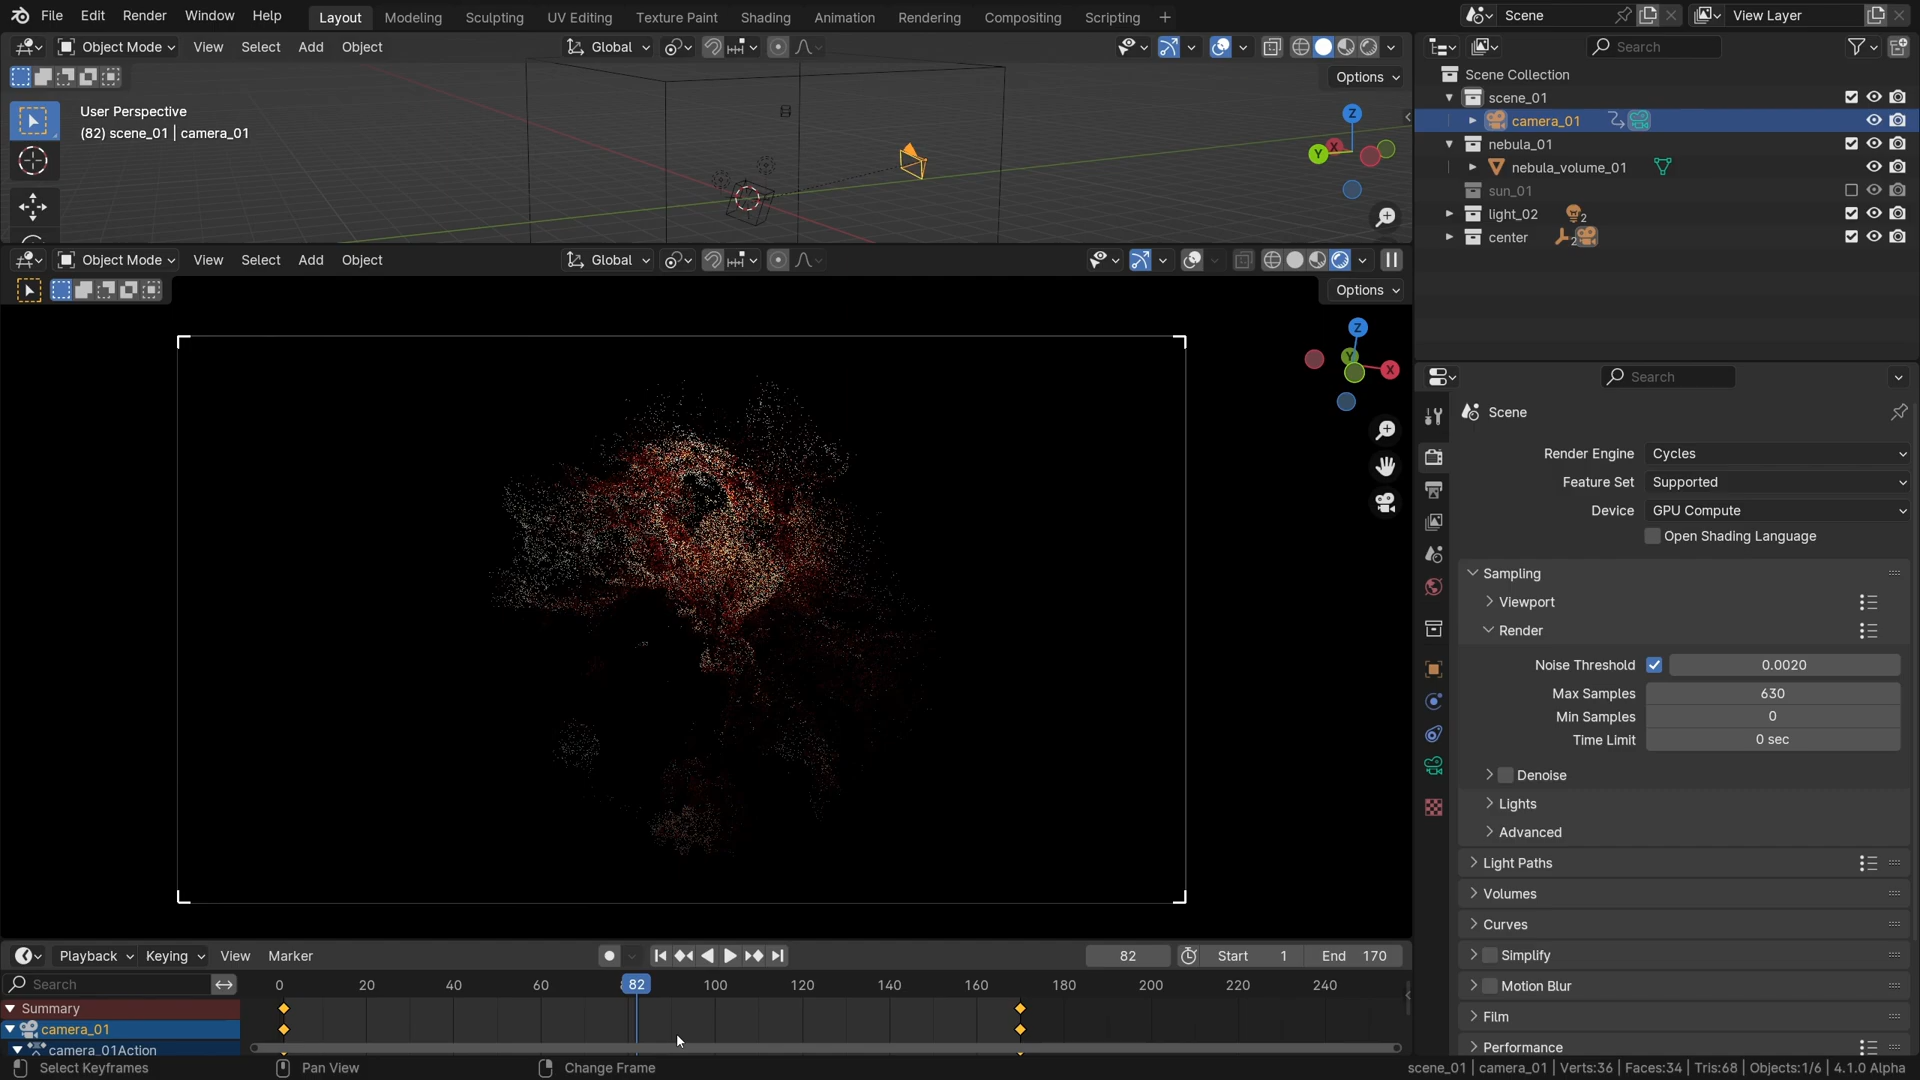 File Edit Render Window Help Layout Modeling Sculpting UV Editing Texture Paint Shading Animation Rendering Compositing Scripting + Scene View Layer
Object Mode View Select Add Object Global Search
Options
User Perspective
(82) scene_01 | camera_01
Z
Y
X
Scene Collection
scene_01
camera_01
nebula_01
nebula_volume_01
sun_01
light_02 2
center 2
Object Mode View Select Add Object Global
Options
Z
Y
X
Search
Scene
Render Engine Cycles
Feature Set Supported
Device GPU Compute
Open Shading Language
Sampling
Viewport
Render
Noise Threshold 0.0020
Max Samples 630
Min Samples 0
Time Limit 0 sec
Denoise
Lights
Advanced
Light Paths
Volumes
Curves
Simplify
Motion Blur
Film
Performance
Playback Keying View Marker 82 Start 1 End 170
Search 0 20 40 60 82 100 120 140 160 180 200 220 240
Summary
camera_01
camera_01Action
Select Keyframes Pan View Change Frame scene_01 | camera_01 | Verts:36 | Faces:34 | Tris:68 | Objects:1/6 | 4.1.0 Alpha